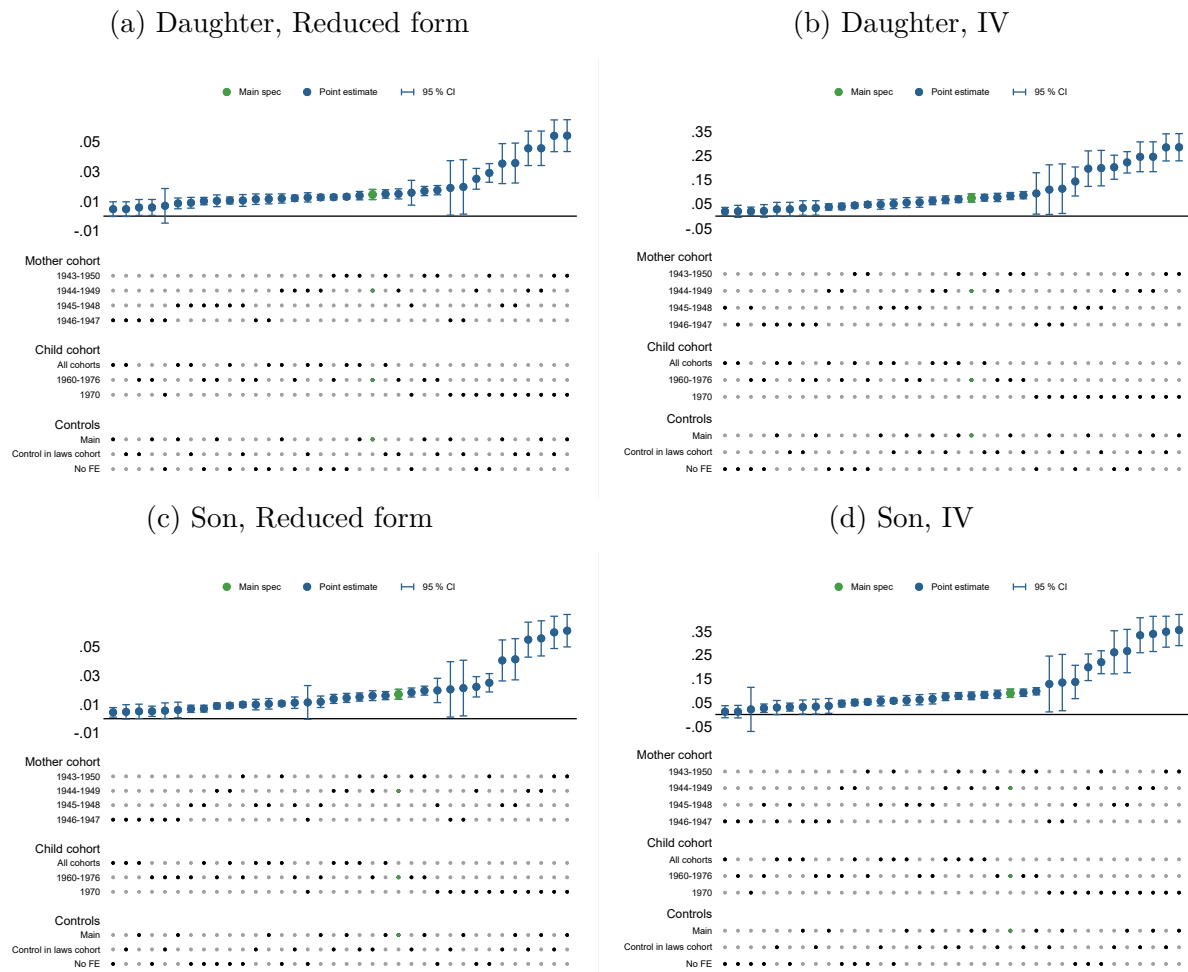 (a) Daughter, Reduced form
Main spec Point estimate 95 % CI
.05
.03
.01
-.01
Mother cohort
1943-1950
1944-1949
1945-1948
1946-1947
Child cohort
All cohorts
1960-1976
1970
Controls
Main
Control in laws cohort
No FE
(b) Daughter, IV
Main spec Point estimate 95 % CI
.35
.25
.15
.05
-.05
Mother cohort
1943-1950
1944-1949
1945-1948
1946-1947
Child cohort
All cohorts
1960-1976
1970
Controls
Main
Control in laws cohort
No FE
(c) Son, Reduced form
Main spec Point estimate 95 % CI
.05
.03
.01
-.01
Mother cohort
1943-1950
1944-1949
1945-1948
1946-1947
Child cohort
All cohorts
1960-1976
1970
Controls
Main
Control in laws cohort
No FE
(d) Son, IV
Main spec Point estimate 95 % CI
.35
.25
.15
.05
-.05
Mother cohort
1943-1950
1944-1949
1945-1948
1946-1947
Child cohort
All cohorts
1960-1976
1970
Controls
Main
Control in laws cohort
No FE